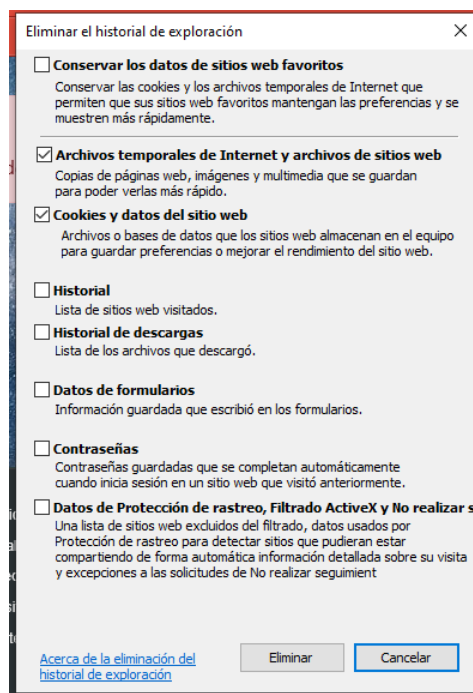 Eliminar el historial de exploración
Conservar los datos de sitios web favoritos
Conservar las cookies y los archivos temporales de Internet que
permiten que sus sitios web favoritos mantengan las preferencias y se
muestren más rápidamente.
Archivos temporales de Internet y archivos de sitios web
Copias de páginas web, imágenes y multimedia que se guardan
para poder verlas más rápido.
Cookies y datos del sitio web
Archivos o bases de datos que los sitios web almacenan en el equipo
para guardar preferencias o mejorar el rendimiento del sitio web.
Historial
Lista de sitios web visitados.
Historial de descargas
Lista de los archivos que descargó.
Datos de formularios
Información guardada que escribió en los formularios.
Contraseñas
Contraseñas guardadas que se completan automáticamente
cuando inicia sesión en un sitio web que visitó anteriormente.
Datos de Protección de rastreo, Filtrado ActiveX y No realizar s
Una lista de sitios web excluidos del filtrado, datos usados por
Protección de rastreo para detectar sitios que pudieran estar
compartiendo de forma automática información detallada sobre su visita
y excepciones a las solicitudes de No realizar seguimient
Acerca de la eliminación del
historial de exploración
Eliminar
Cancelar